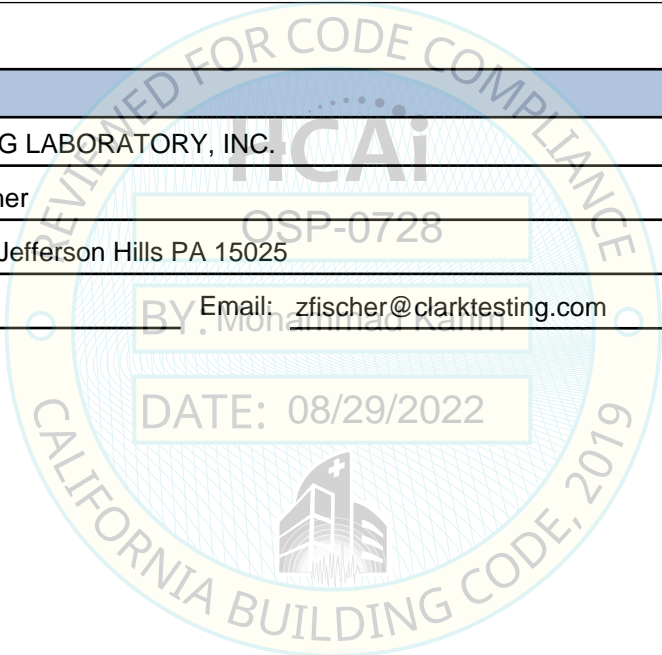 REVIEWED FOR CODE COMPLIANCE
HCAi
G LABORATORY, INC.
ner
OSP-0728
Jefferson Hills PA 15025
Email: zfischer@clarktesting.com
BY: Mohammad Karim
DATE: 08/29/2022
CALIFORNIA BUILDING CODE, 2019